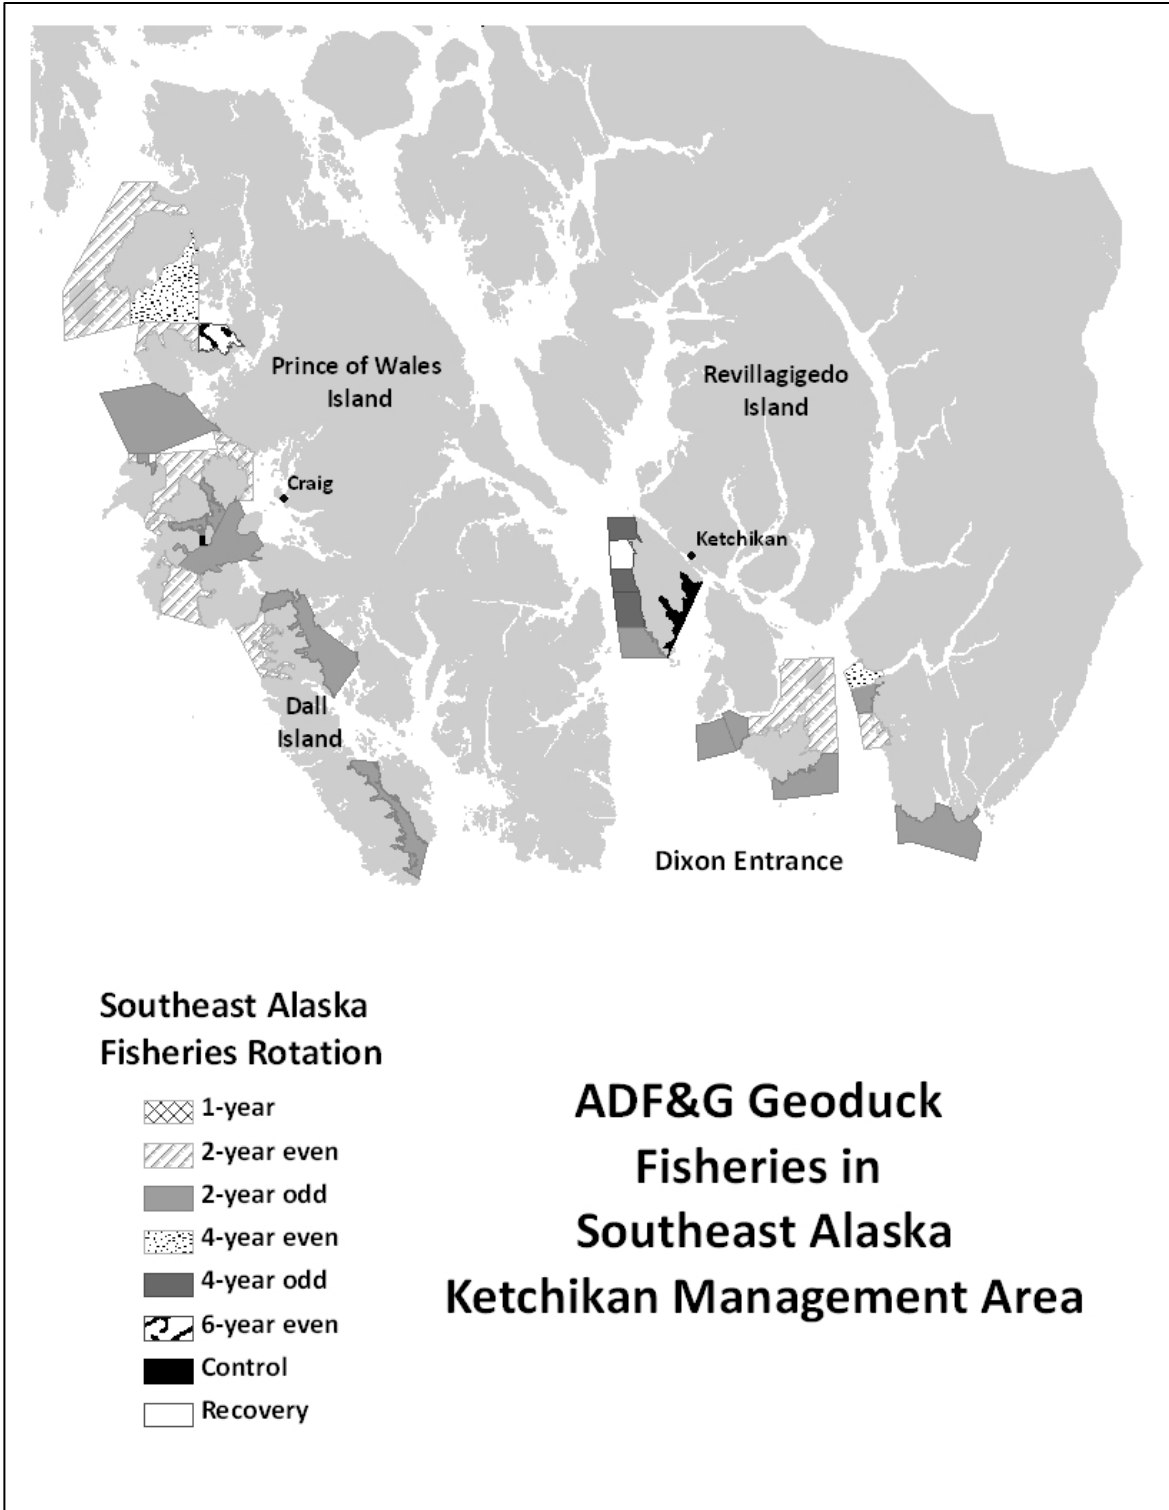 Prince of Wales
Island
Revillagigedo
Island
Craig
Ketchikan
Dall
Island
Dixon Entrance
Southeast Alaska
Fisheries Rotation
1-year
2-year even
2-year odd
4-year even
4-year odd
6-year even
Control
Recovery
ADF&G Geoduck
Fisheries in
Southeast Alaska
Ketchikan Management Area